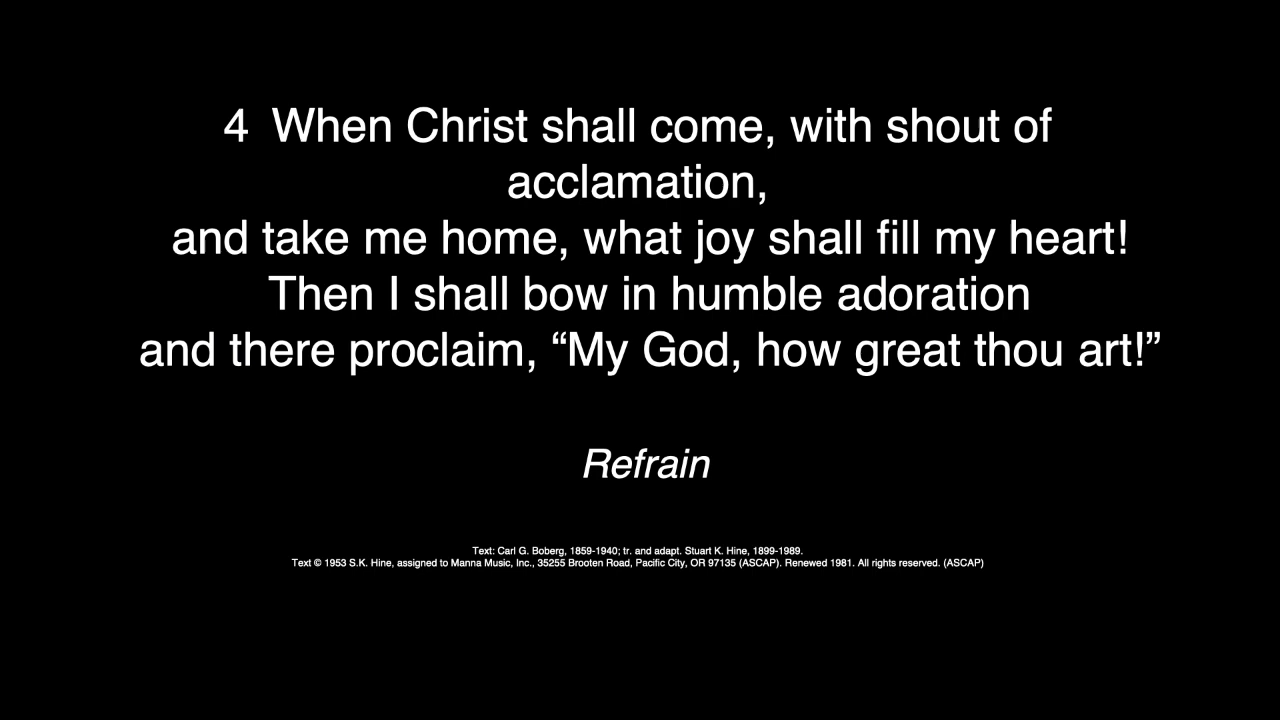 4  When Christ shall come, with shout of
acclamation,
and take me home, what joy shall fill my heart!
Then I shall bow in humble adoration
and there proclaim, “My God, how great thou art!”
Refrain
Text: Carl G. Boberg, 1859-1940; tr. and adapt. Stuart K. Hine, 1899-1989.
Text © 1953 S.K. Hine, assigned to Manna Music, Inc., 35255 Brooten Road, Pacific City, OR 97135 (ASCAP). Renewed 1981. All rights reserved. (ASCAP)